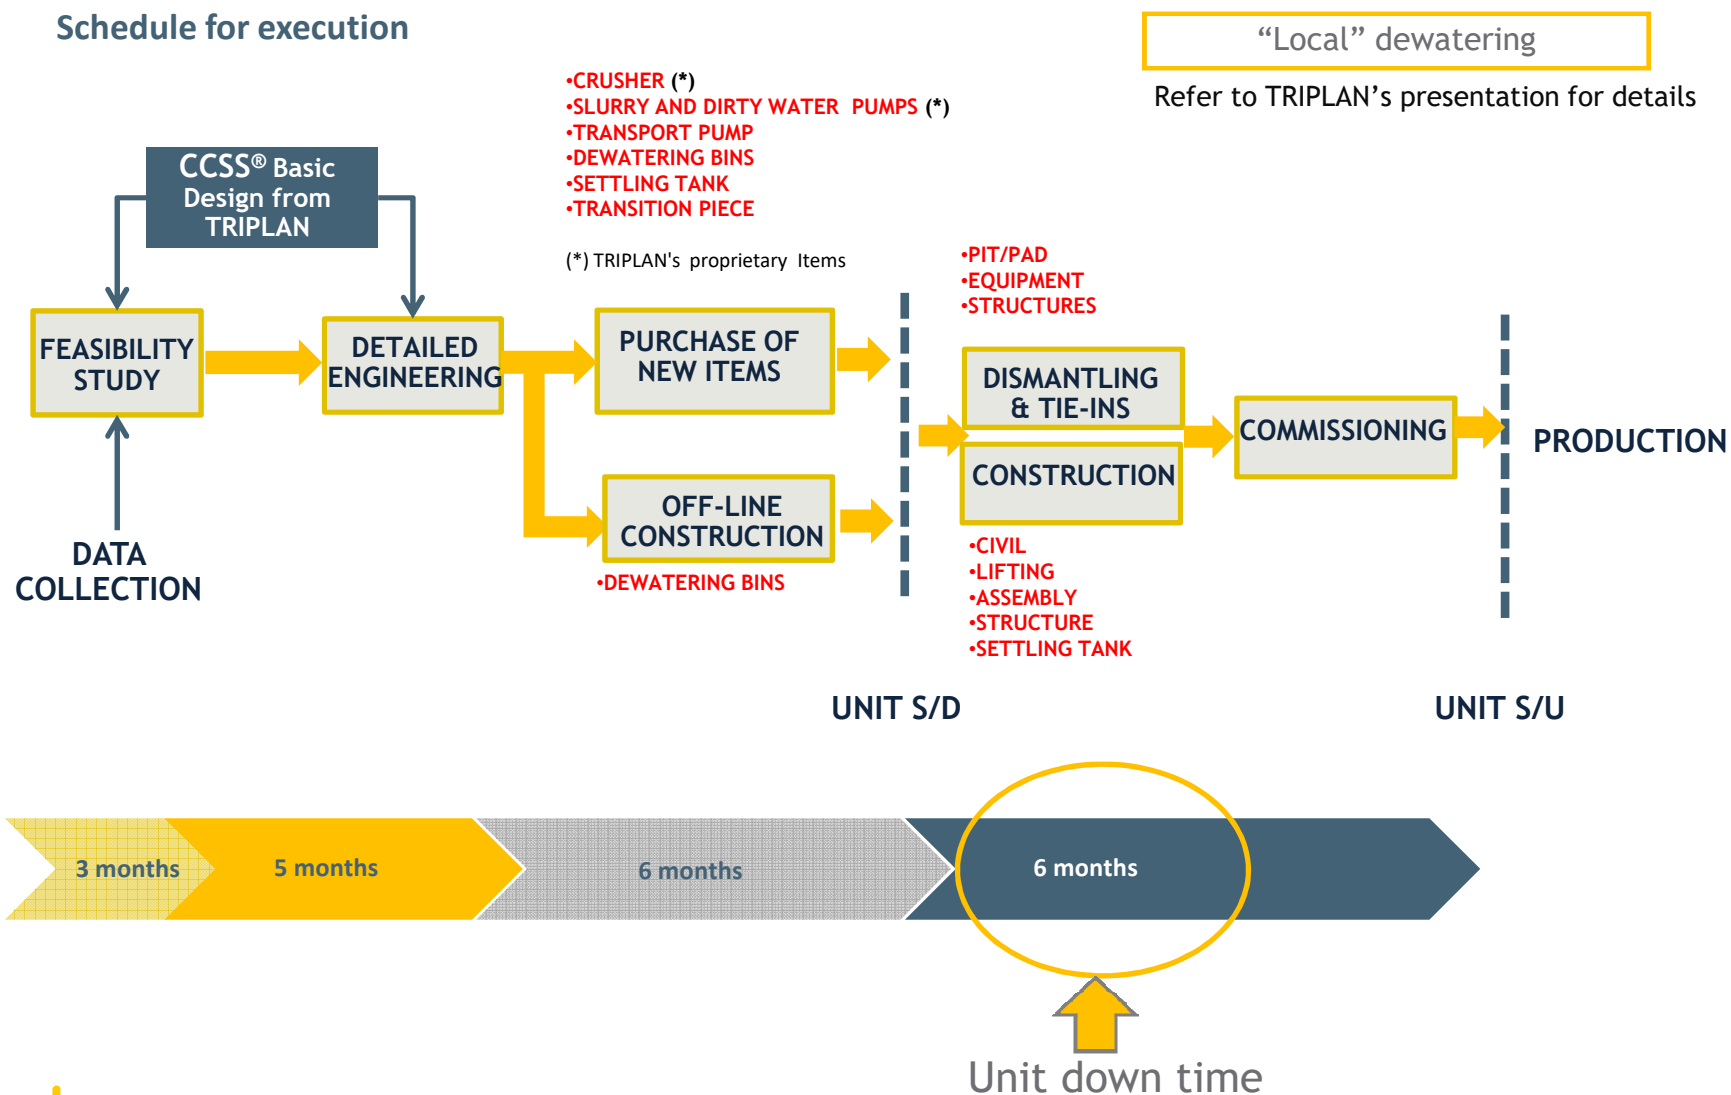 Schedule for execution
“Local” dewatering
Refer to TRIPLAN’s presentation for details
•CRUSHER (*)
•SLURRY AND DIRTY WATER PUMPS (*)
•TRANSPORT PUMP
•DEWATERING BINS
•SETTLING TANK
•TRANSITION PIECE
(*) TRIPLAN's proprietary Items
CCSS® Basic
Design from
TRIPLAN
•PIT/PAD
•EQUIPMENT
•STRUCTURES
FEASIBILITY
STUDY
DETAILED
ENGINEERING
PURCHASE OF
NEW ITEMS
DISMANTLING
& TIE-INS
CONSTRUCTION
COMMISSIONING
PRODUCTION
OFF-LINE
CONSTRUCTION
•DEWATERING BINS
DATA
COLLECTION
•CIVIL
•LIFTING
•ASSEMBLY
•STRUCTURE
•SETTLING TANK
UNIT S/D
UNIT S/U
3 months
5 months
6 months
6 months
Unit down time